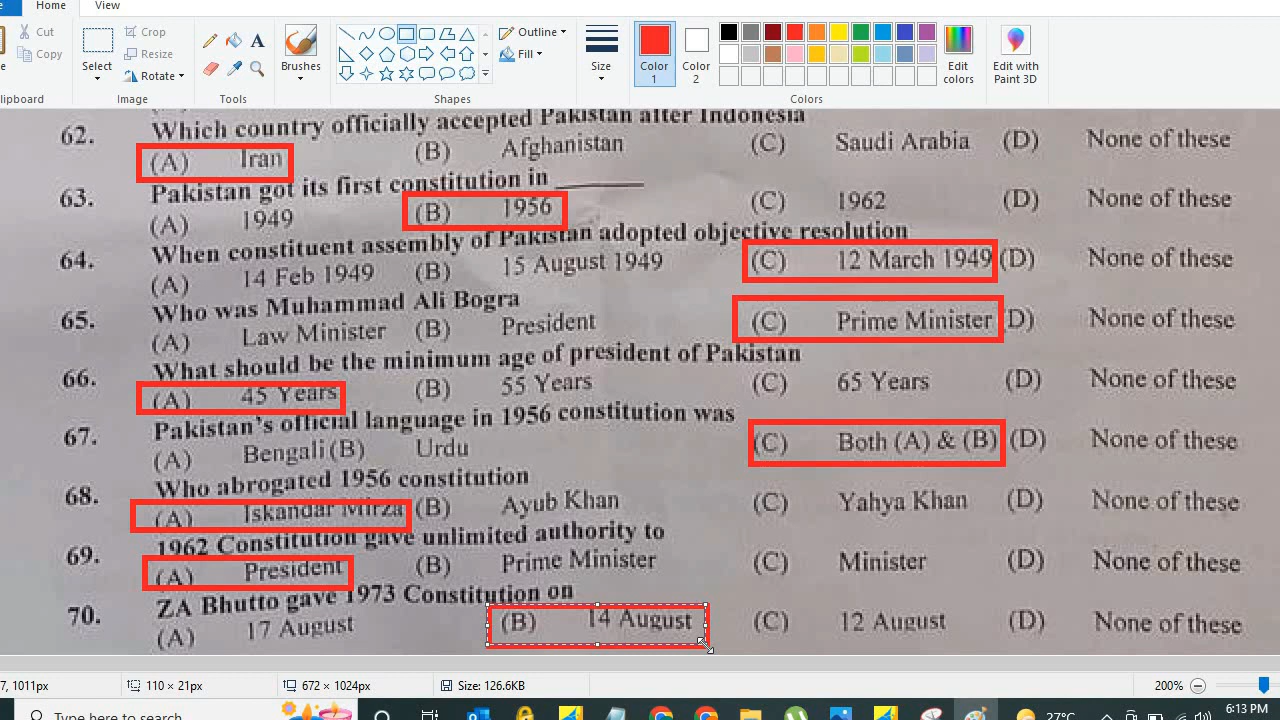 Home View
Cut
Copy
lipboard
Select
Crop
Resize
Rotate
Image
A
Tools
Brushes
Outline
Fill
Shapes
Size
Color 1
Color 2
Edit colors
Colors
Edit with Paint 3D
62. Which country officially accepted Pakistan after Indonesia
(A) Iran (B) Afghanistan (C) Saudi Arabia (D) None of these
63. Pakistan got its first constitution in ________
(A) 1949 (B) 1956 (C) 1962 (D) None of these
64. When constituent assembly of Pakistan adopted objective resolution
(A) 14 Feb 1949 (B) 15 August 1949 (C) 12 March 1949 (D) None of these
65. Who was Muhammad Ali Bogra
(A) Law Minister (B) President (C) Prime Minister (D) None of these
66. What should be the minimum age of president of Pakistan
(A) 45 Years (B) 55 Years (C) 65 Years (D) None of these
67. Pakistan's official language in 1956 constitution was
(A) Bengali (B) Urdu (C) Both (A) & (B) (D) None of these
68. Who abrogated 1956 constitution
(A) Iskandar Mirza (B) Ayub Khan (C) Yahya Khan (D) None of these
69. 1962 Constitution gave unlimited authority to
(A) President (B) Prime Minister (C) Minister (D) None of these
70. ZA Bhutto gave 1973 Constitution on
(A) 17 August (B) 14 August (C) 12 August (D) None of these
7, 1011px 110 × 21px 672 × 1024px Size: 126.6KB 200%
Type here to search 27°C 6:13 PM